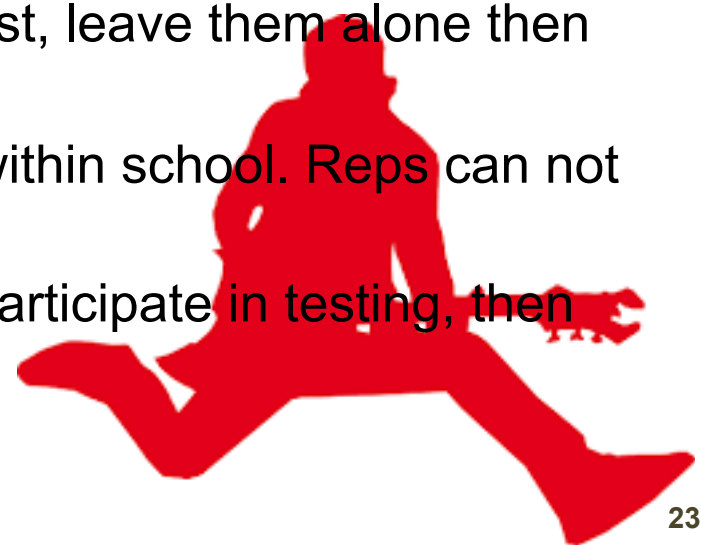 st, leave them alone then
within school. Reps can not
articipate in testing, then
23